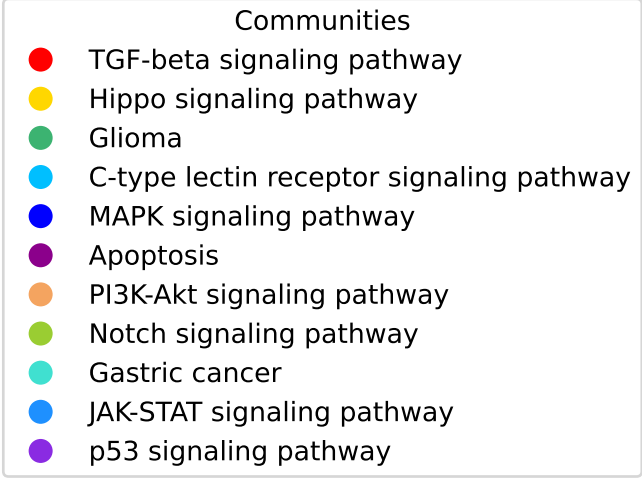 Communities
TGF-beta signaling pathway
Hippo signaling pathway
Glioma
C-type lectin receptor signaling pathway
MAPK signaling pathway
Apoptosis
PI3K-Akt signaling pathway
Notch signaling pathway
Gastric cancer
JAK-STAT signaling pathway
p53 signaling pathway